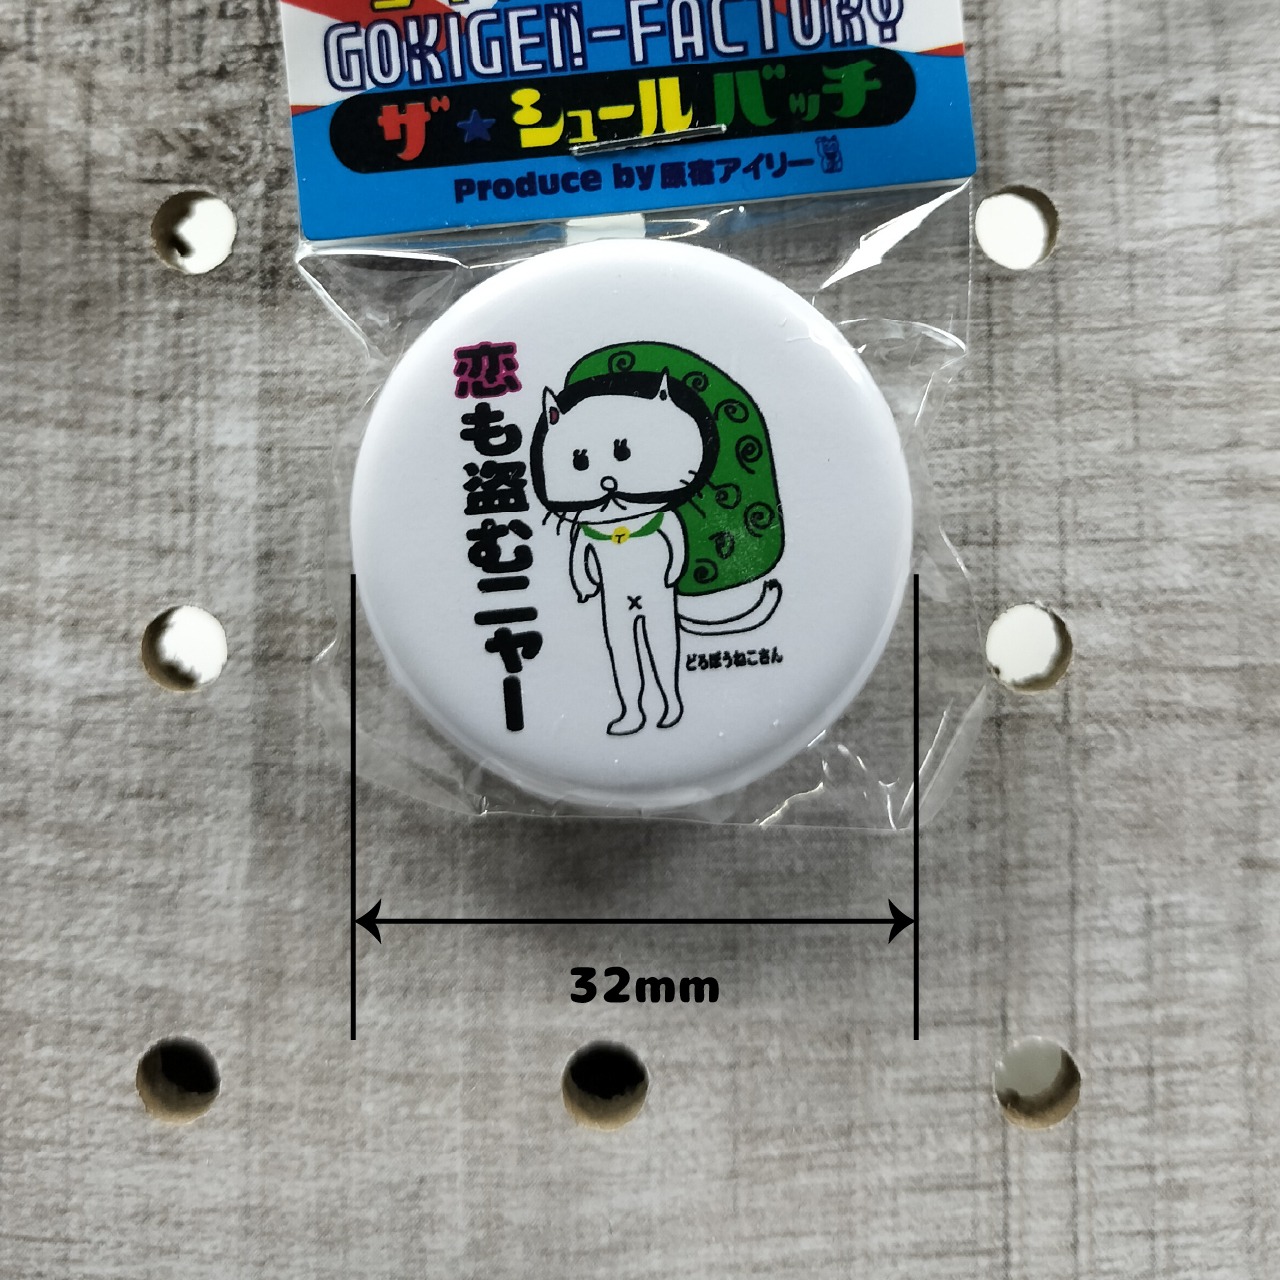 GOKIGEN!-FACTORY
ザ★シュールバッチ
Produce by 原宿アイリー
恋も盗むニャー
どろぼうねこさん
32mm